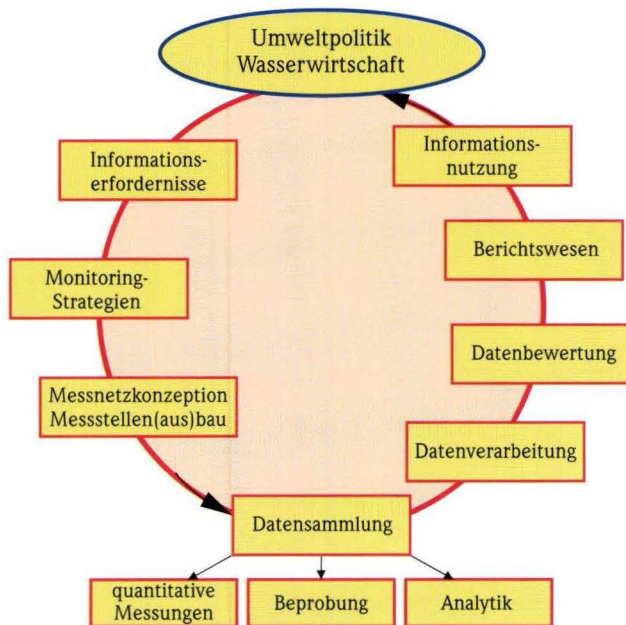 Umweltpolitik
Wasserwirtschaft
Informations-
erfordernisse
Monitoring-
Strategien
Messnetzkonzeption
Messstellen(aus)bau
Datensammlung
quantitative
Messungen
Beprobung
Analytik
Datenverarbeitung
Datenbewertung
Berichtswesen
Informations-
nutzung